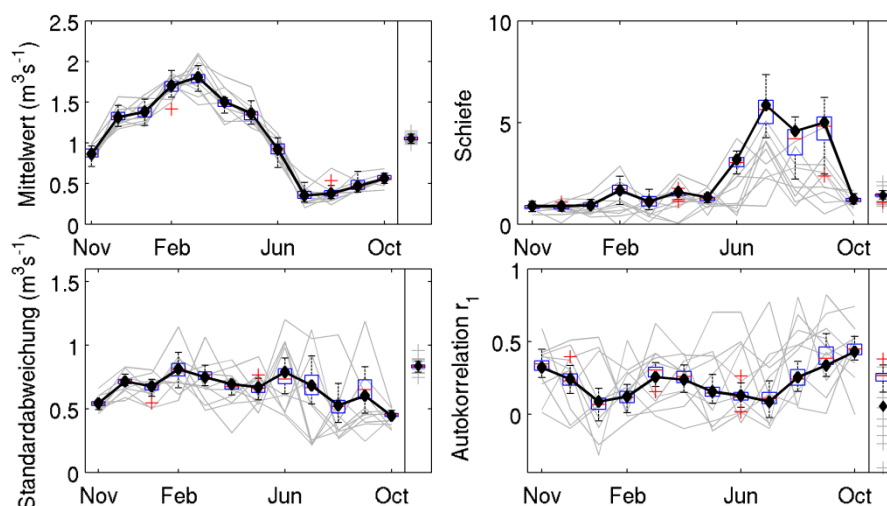 Mittelwert (m³s⁻¹)
2.5
2
1.5
1
0.5
0
Nov
Feb
Jun
Oct
Schiefe
10
5
0
Nov
Feb
Jun
Oct
Standardabweichung (m³s⁻¹)
1.5
1
0.5
0
Nov
Feb
Jun
Oct
Autokorrelation r₁
1
0.5
0
Nov
Feb
Jun
Oct